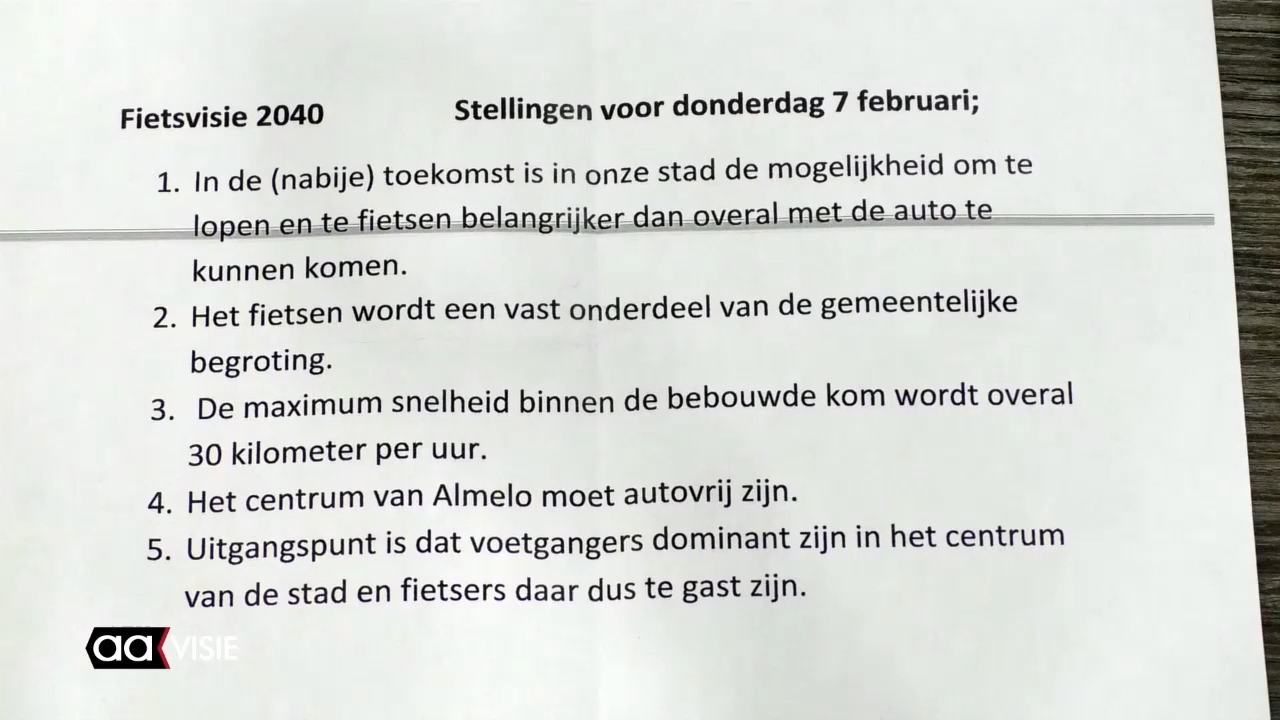 Fietsvisie 2040 Stellingen voor donderdag 7 februari;
1. In de (nabije) toekomst is in onze stad de mogelijkheid om te
lopen en te fietsen belangrijker dan overal met de auto te
kunnen komen.
2. Het fietsen wordt een vast onderdeel van de gemeentelijke
begroting.
3. De maximum snelheid binnen de bebouwde kom wordt overal
30 kilometer per uur.
4. Het centrum van Almelo moet autovrij zijn.
5. Uitgangspunt is dat voetgangers dominant zijn in het centrum
van de stad en fietsers daar dus te gast zijn.
aa VISIE